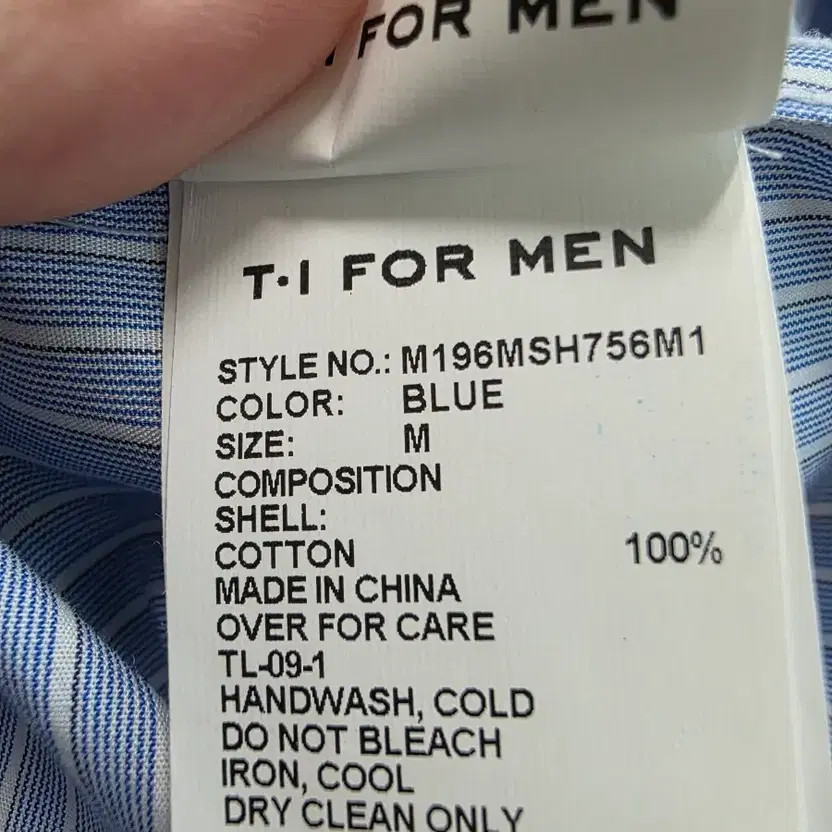 FOR MEN
T·I FOR MEN
STYLE NO.: M196MSH756M1
COLOR: BLUE
SIZE: M
COMPOSITION
SHELL:
COTTON 100%
MADE IN CHINA
OVER FOR CARE
TL-09-1
HANDWASH, COLD
DO NOT BLEACH
IRON, COOL
DRY CLEAN ONLY